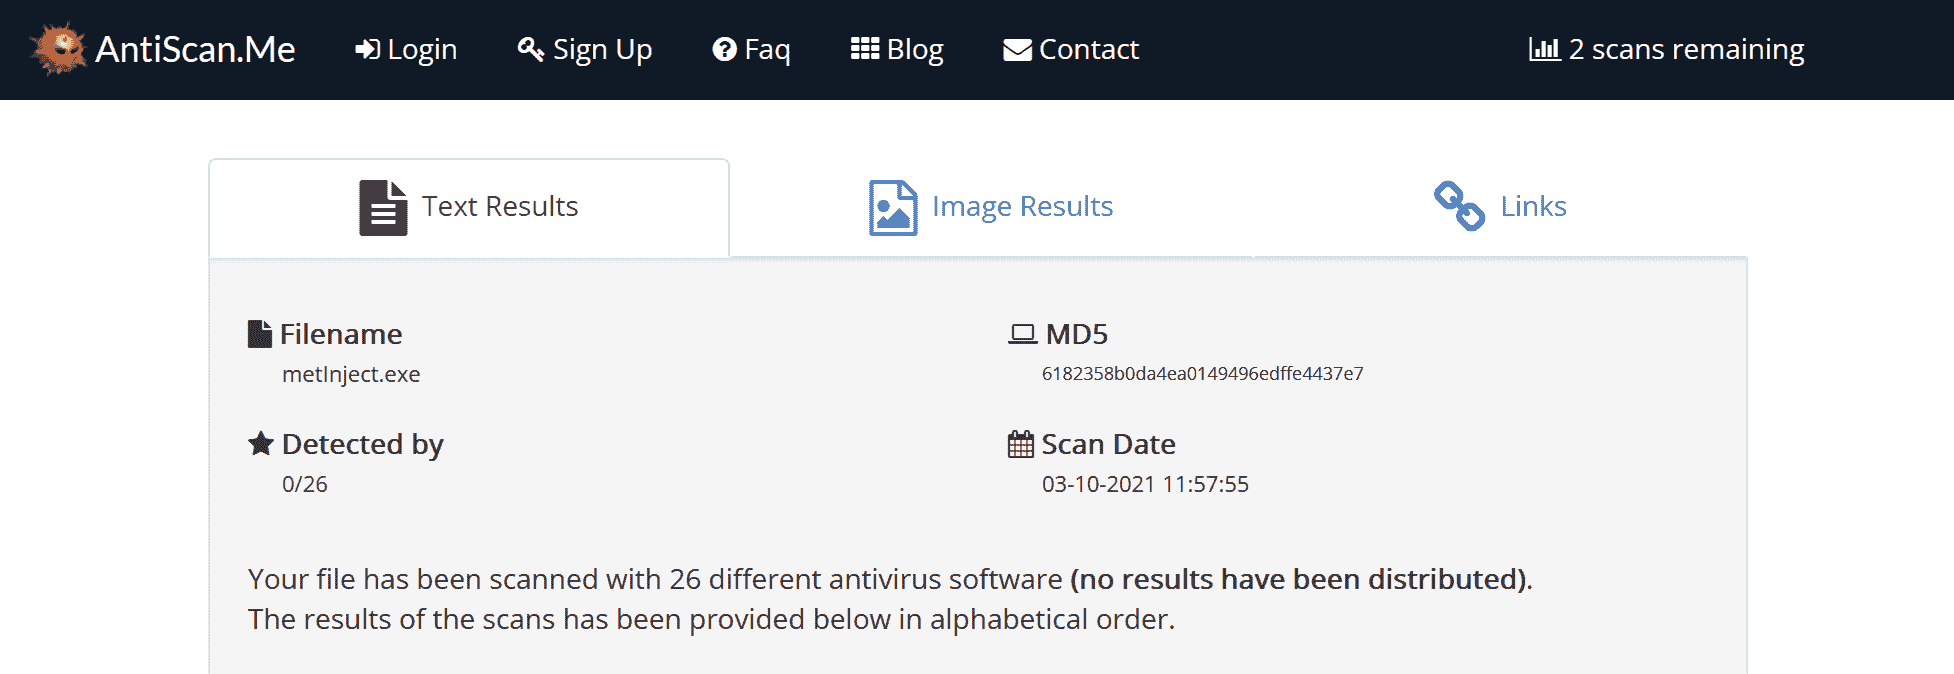 AntiScan.Me Login Sign Up Faq Blog Contact 2 scans remaining
Text Results Image Results Links
Filename MD5
metInject.exe 6182358b0da4ea0149496edffe4437e7
Detected by Scan Date
0/26 03-10-2021 11:57:55
Your file has been scanned with 26 different antivirus software (no results have been distributed).
The results of the scans has been provided below in alphabetical order.